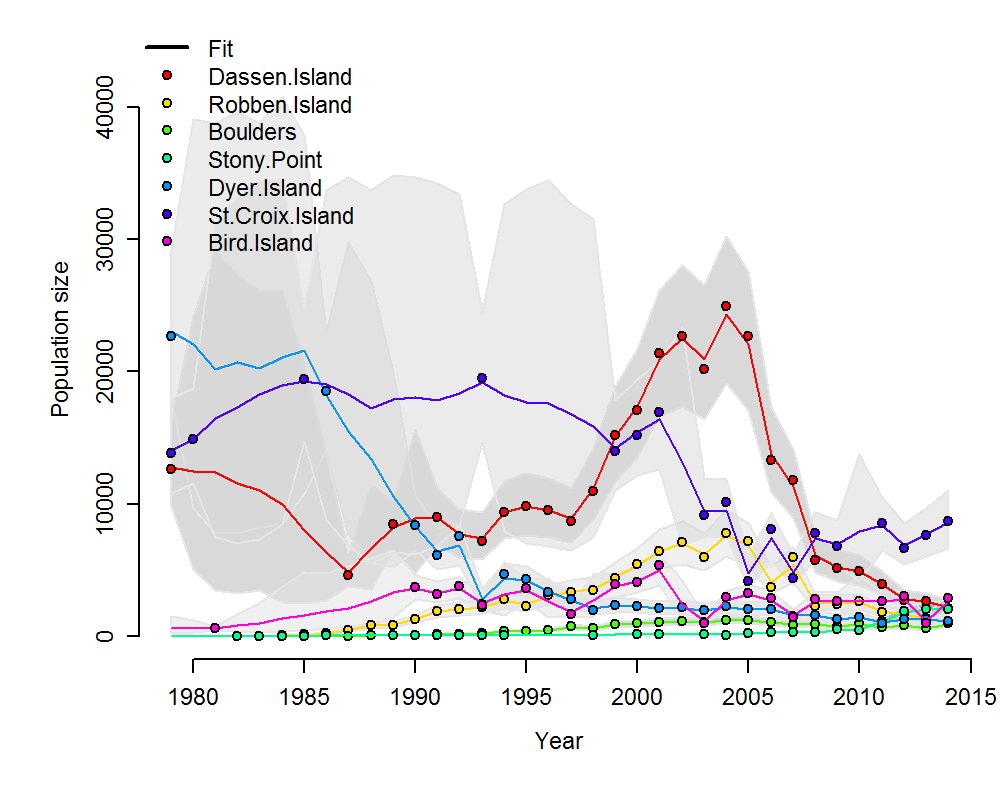 Fit
Dassen.Island
Robben.Island
Boulders
Stony.Point
Dyer.Island
St.Croix.Island
Bird.Island
Population size
40000
30000
20000
10000
0
1980 1985 1990 1995 2000 2005 2010 2015
Year